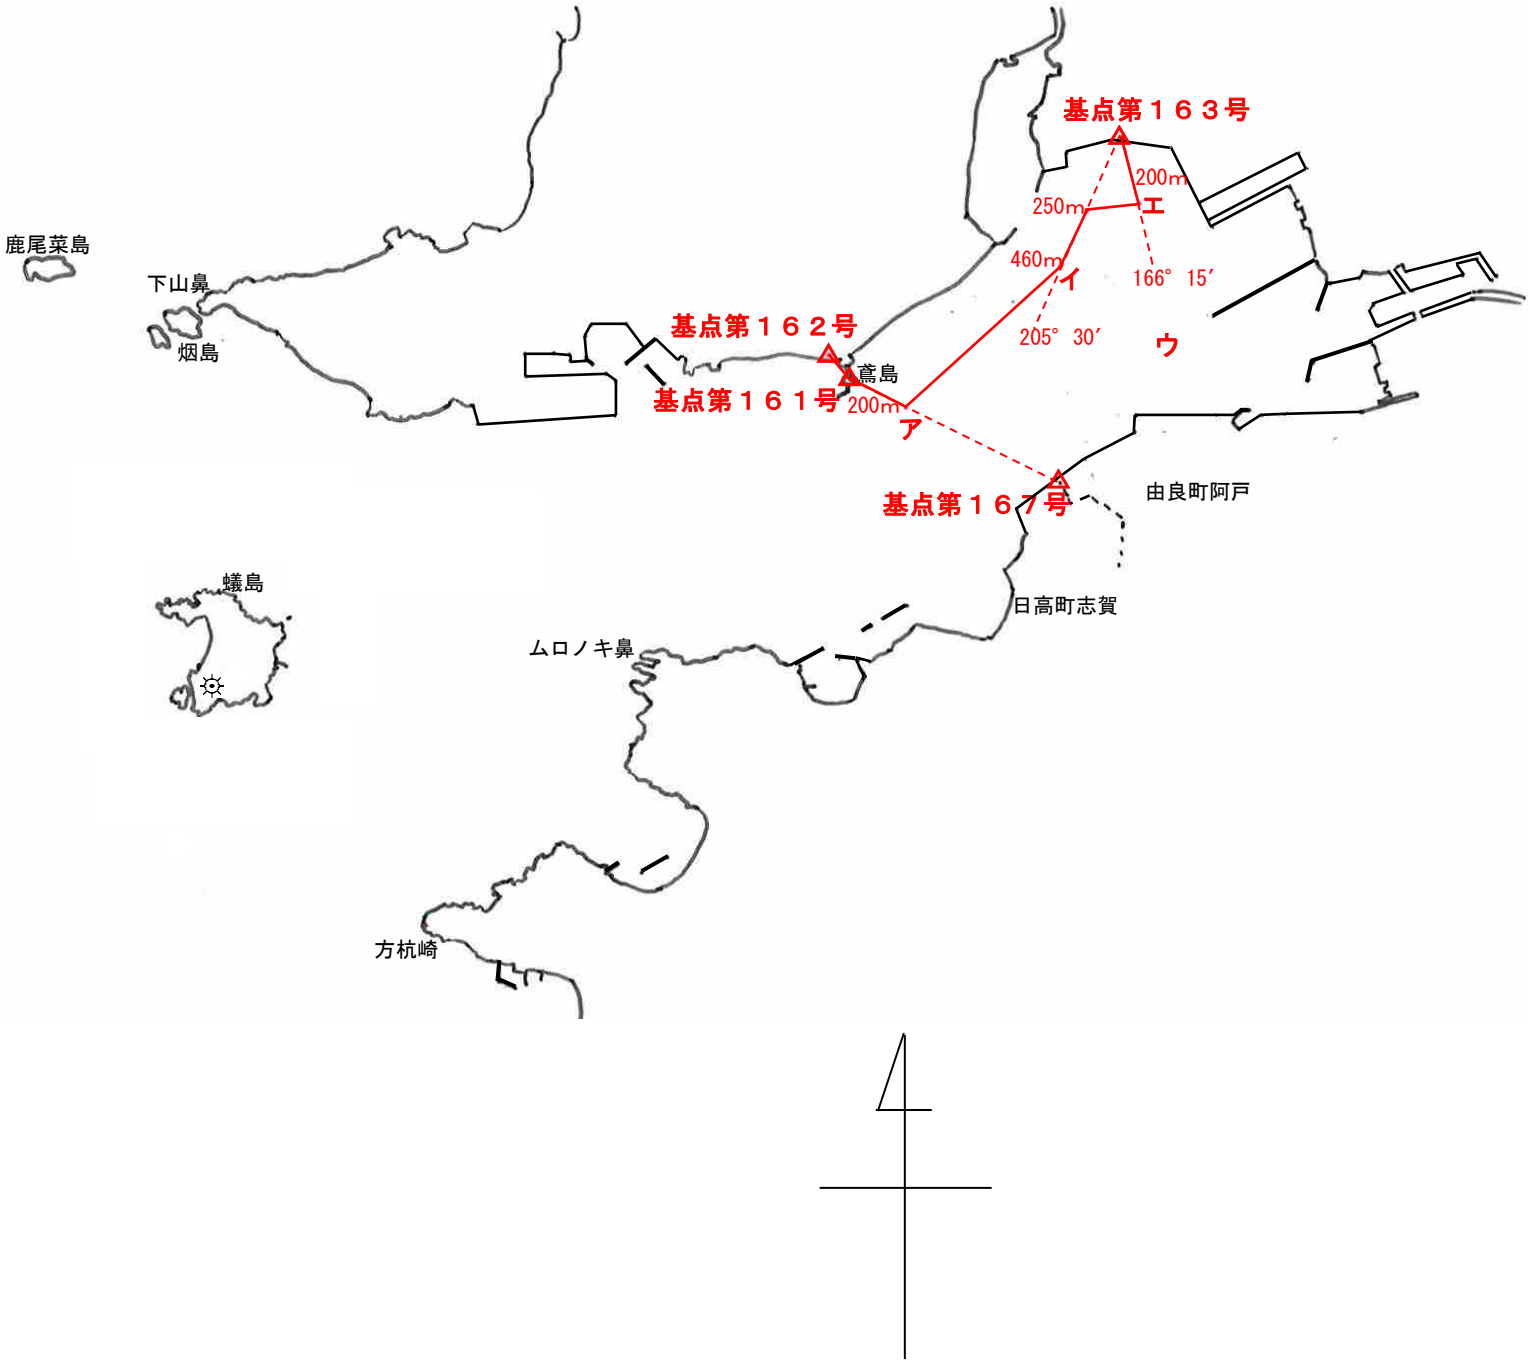 基点第１６３号
200m
250m
エ
鹿尾菜島
460m
イ
166° 15′
下山鼻
基点第１６２号
205° 30′
ウ
烟島
鳶島
基点第１６１号
200m
ア
由良町阿戸
基点第１６７号
蟻島
日高町志賀
ムロノキ鼻
方杭崎